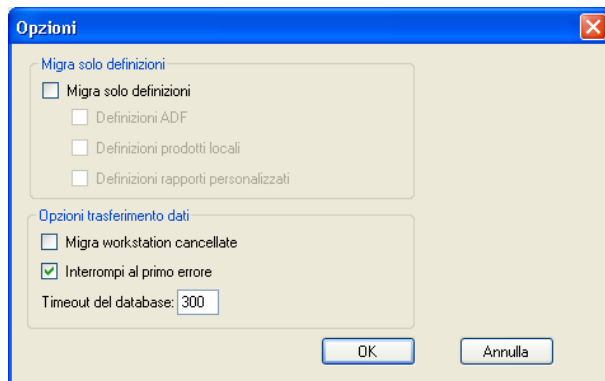 Opzioni
Migra solo definizioni
Migra solo definizioni
Definizioni ADF
Definizioni prodotti locali
Definizioni rapporti personalizzati
Opzioni trasferimento dati
Migra workstation cancellate
Interrompi al primo errore
Timeout del database: 300
OK Annulla